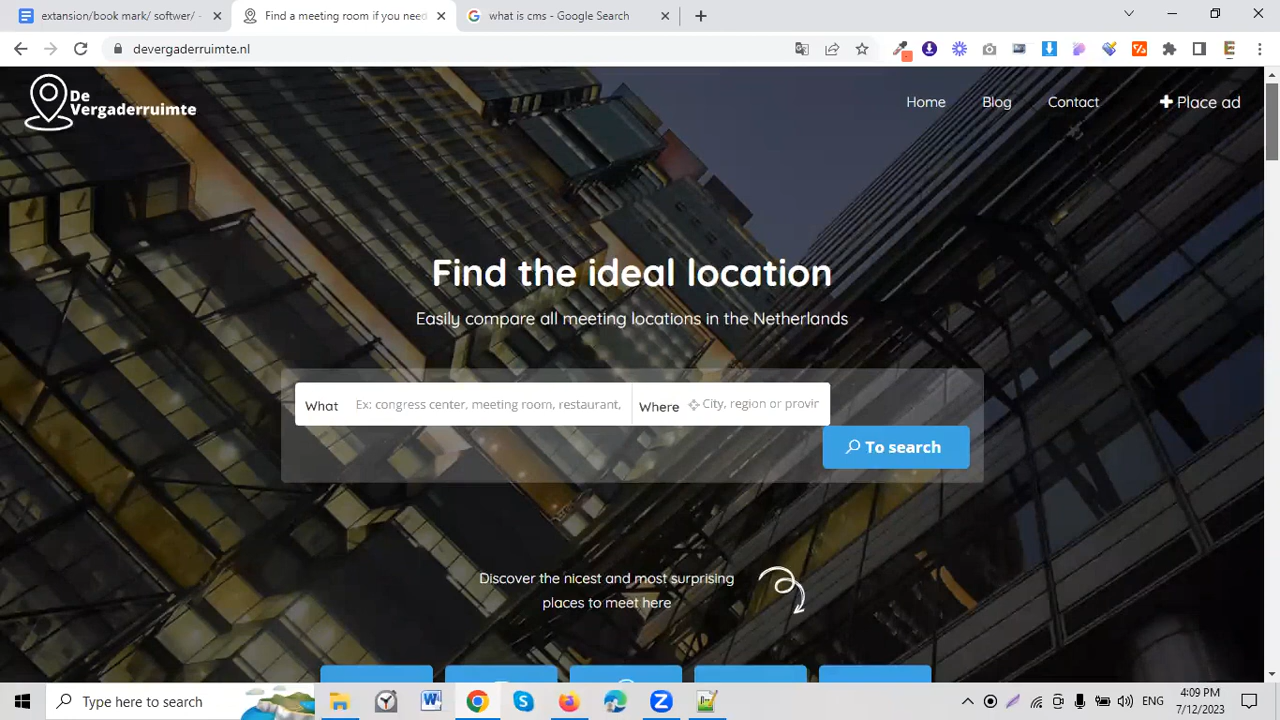 extansion/book mark/ softwer/ -
Find a meeting room if you need
what is cms - Google Search
devergaderruimte.nl
De
Vergaderruimte
Home
Blog
Contact
Place ad
Find the ideal location
Easily compare all meeting locations in the Netherlands
What
Ex: congress center, meeting room, restaurant,
Where
City, region or provir
To search
Discover the nicest and most surprising
places to meet here
Type here to search
ENG
4:09 PM
7/12/2023